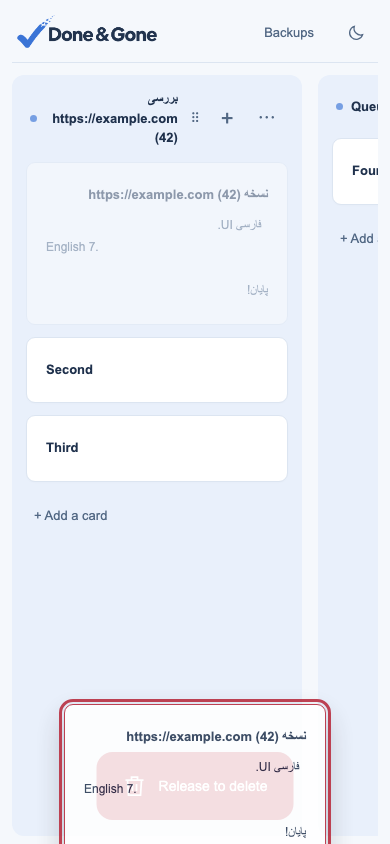 Done & Gone
Backups
بررسی
https://example.com
(42)
Queu
نسخه https://example.com (42)
فارسی UI.
English 7.
پایان!
Four
Second
Third
+ Add a card
+ Add a
نسخه https://example.com (42)
فارسی UI.
English 7.
Release to delete
پایان!